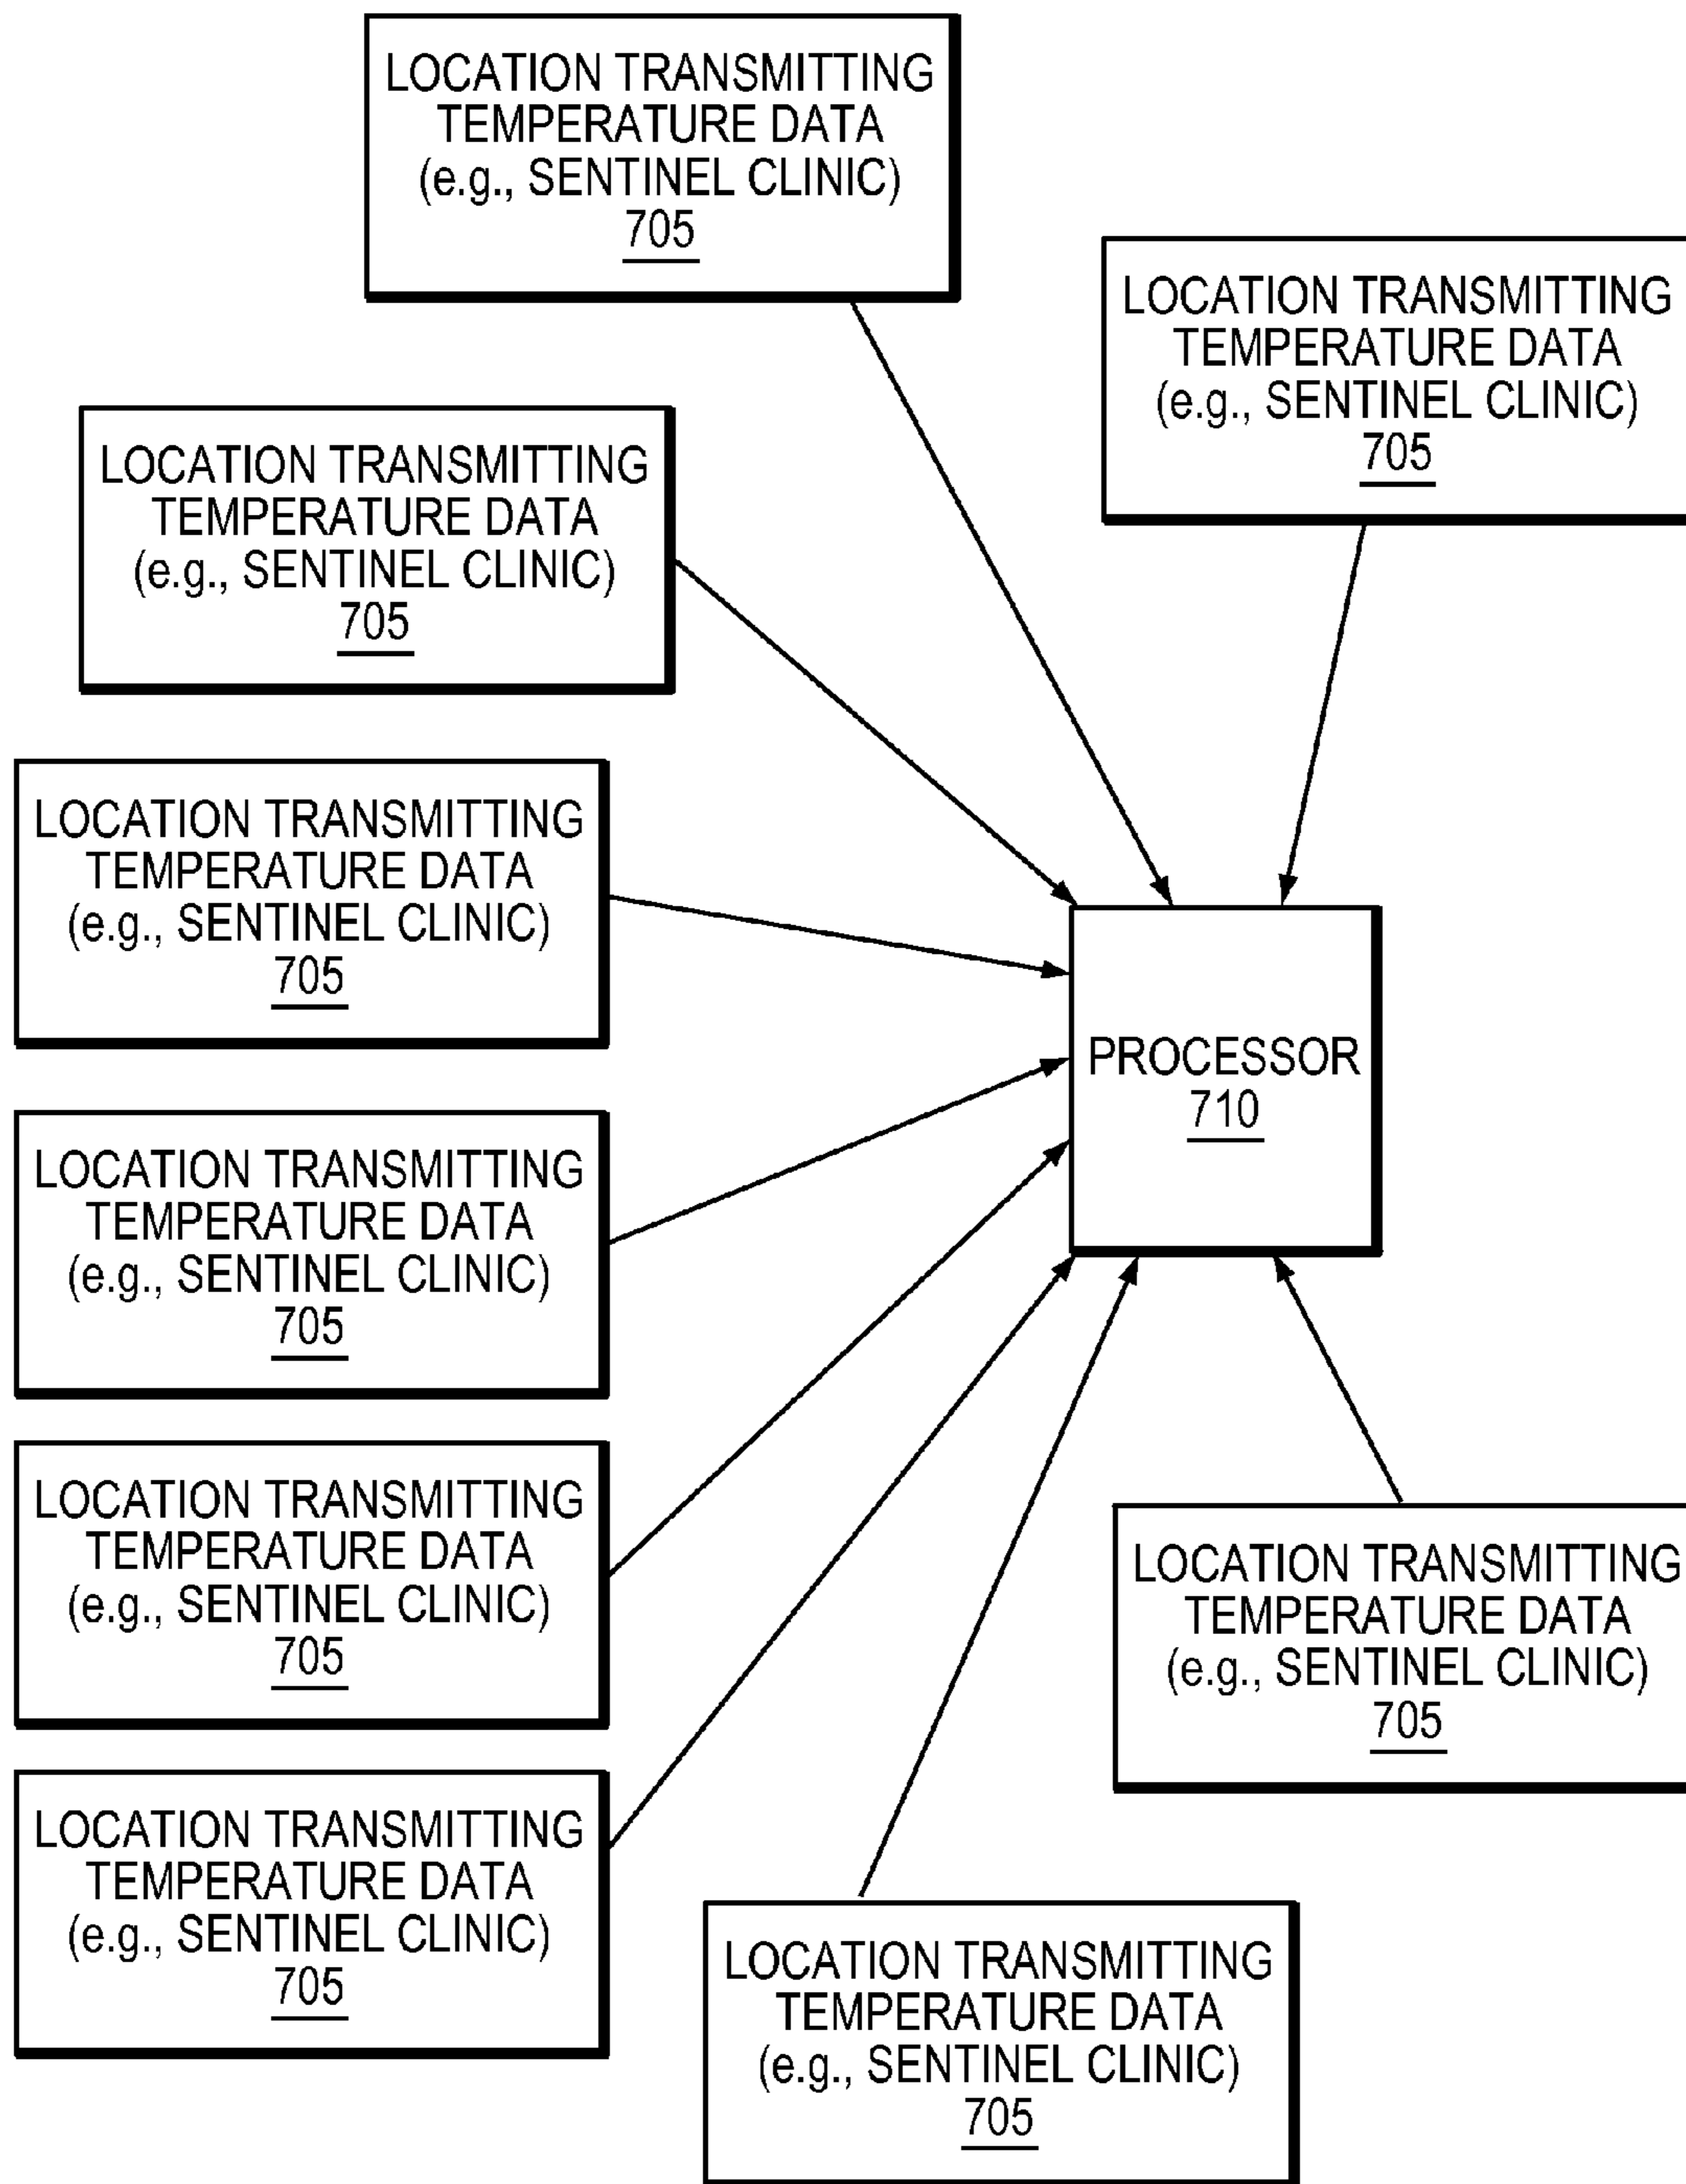 LOCATION TRANSMITTING
TEMPERATURE DATA
(e.g., SENTINEL CLINIC)
705
LOCATION TRANSMITTING
TEMPERATURE DATA
(e.g., SENTINEL CLINIC)
705
LOCATION TRANSMITTING
TEMPERATURE DATA
(e.g., SENTINEL CLINIC)
705
LOCATION TRANSMITTING
TEMPERATURE DATA
(e.g., SENTINEL CLINIC)
705
PROCESSOR
710
LOCATION TRANSMITTING
TEMPERATURE DATA
(e.g., SENTINEL CLINIC)
705
LOCATION TRANSMITTING
TEMPERATURE DATA
(e.g., SENTINEL CLINIC)
705
LOCATION TRANSMITTING
TEMPERATURE DATA
(e.g., SENTINEL CLINIC)
705
LOCATION TRANSMITTING
TEMPERATURE DATA
(e.g., SENTINEL CLINIC)
705
LOCATION TRANSMITTING
TEMPERATURE DATA
(e.g., SENTINEL CLINIC)
705